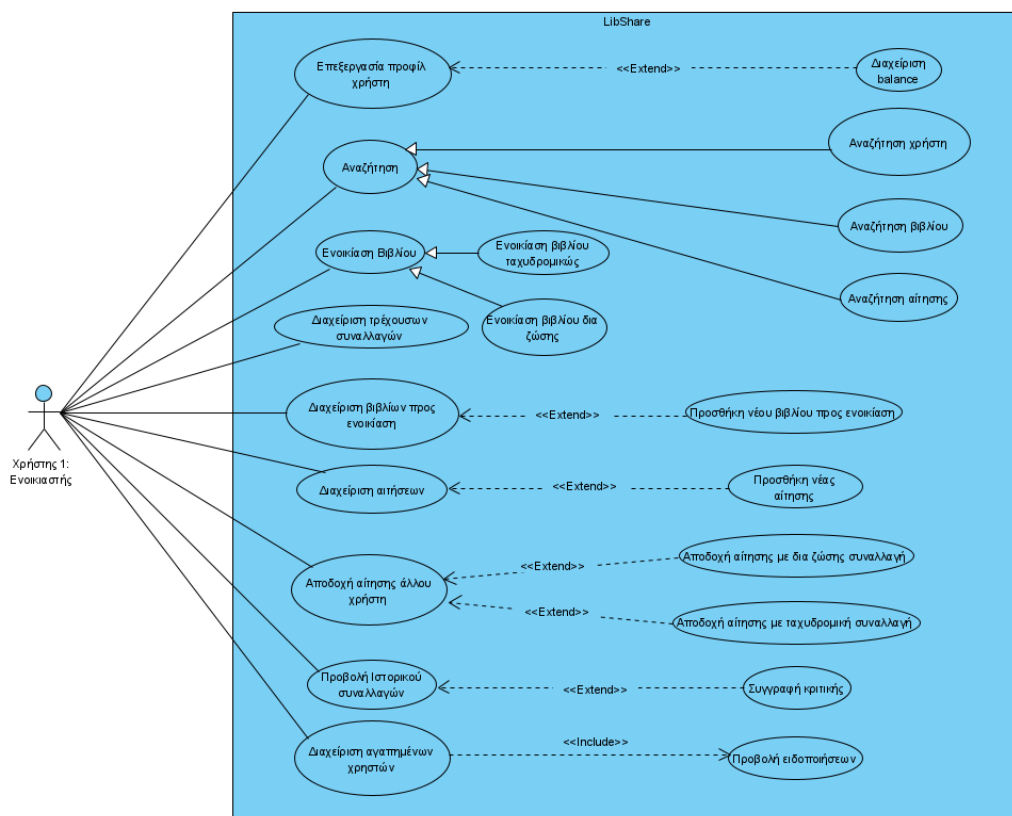 LibShare
Επεξεργασία προφίλ
χρήστη
<<Extend>>
Διαχείριση
balance
Αναζήτηση
Αναζήτηση χρήστη
Αναζήτηση βιβλίου
Αναζήτηση αίτησης
Ενοικίαση Βιβλίου
Ενοικίαση βιβλίου
ταχυδρομικώς
Ενοικίαση βιβλίου δια
ζώσης
Διαχείριση τρέχουσων
συναλλαγών
Χρήστης 1:
Ενοικιαστής
Διαχείριση βιβλίων προς
ενοικίαση
<<Extend>>
Προσθήκη νέου βιβλίου προς ενοικίαση
Διαχείριση αιτήσεων
<<Extend>>
Προσθήκη νέας
αίτησης
Αποδοχή αίτησης άλλου
χρήστη
<<Extend>>
Αποδοχή αίτησης με δια ζώσης συναλλαγή
<<Extend>>
Αποδοχή αίτησης με ταχυδρομική συναλλαγή
Προβολή Ιστορικού
συναλλαγών
<<Extend>>
Συγγραφή κριτικής
Διαχείριση αγαπημένων
χρηστών
<<Include>>
Προβολή ειδοποιήσεων